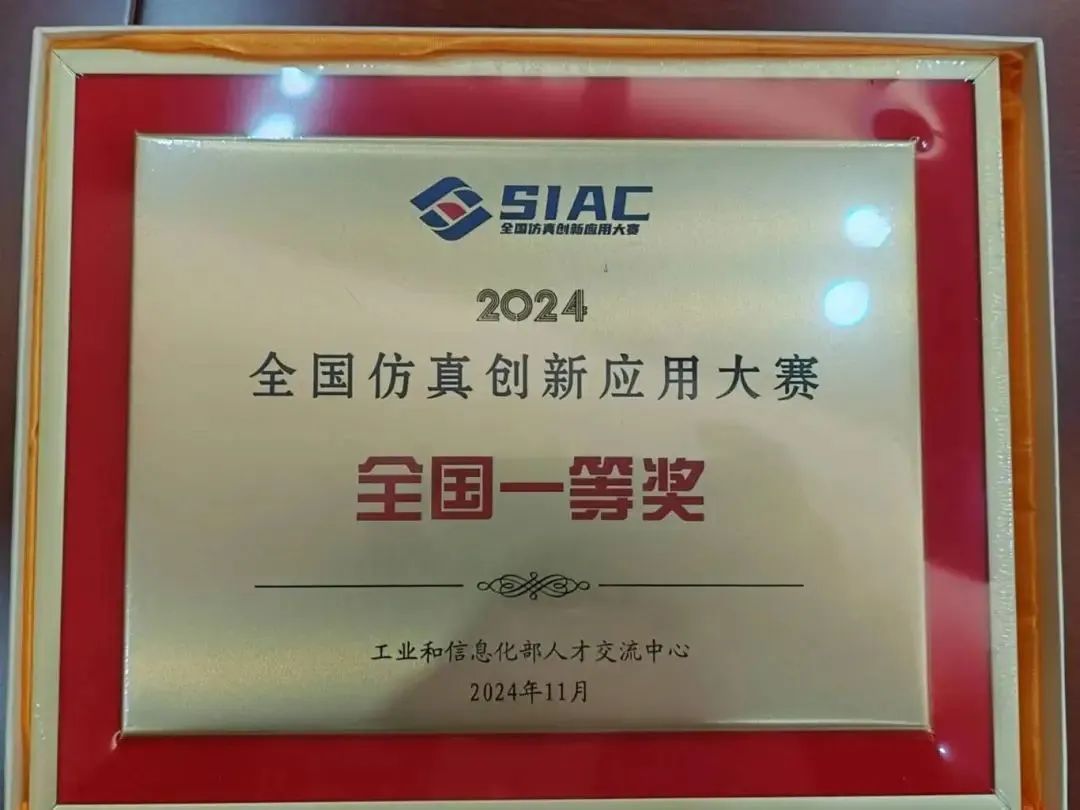 SIAC
全国仿真创新应用大赛
2024
全国仿真创新应用大赛
全国一等奖
工业和信息化部人才交流中心
2024年11月